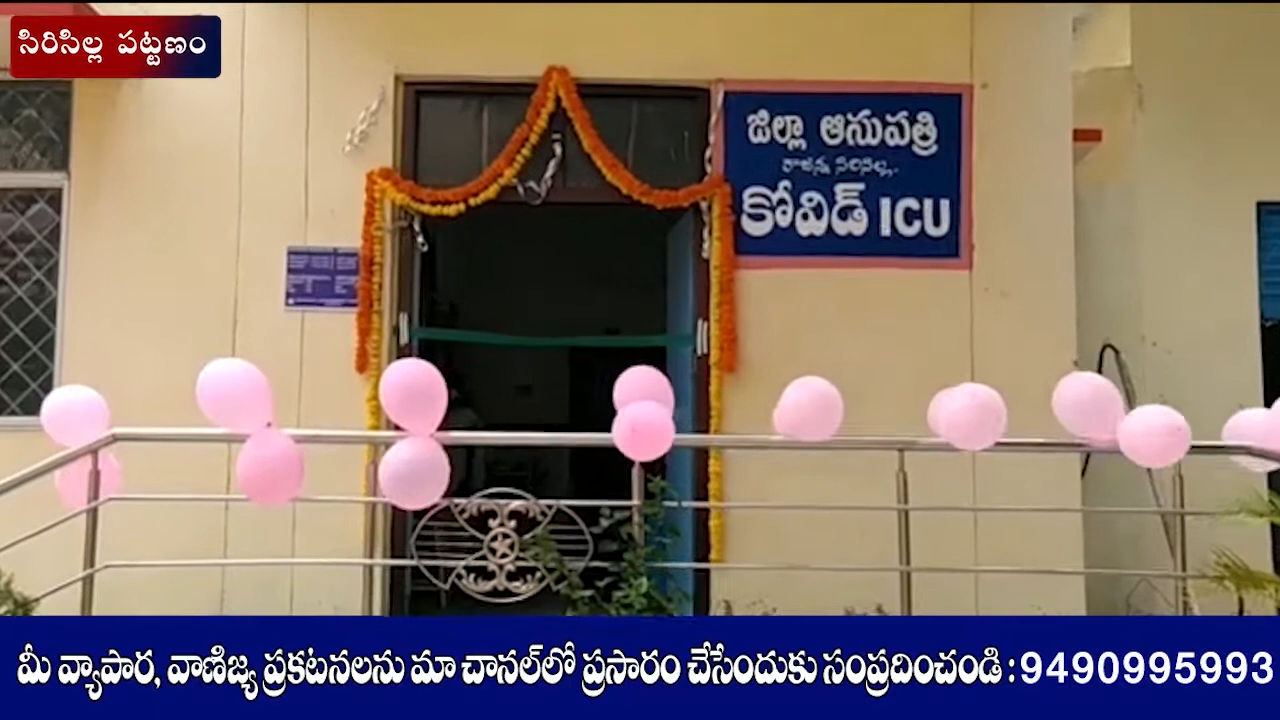 సిరిసిల్ల పట్టణం
జిల్లా ఆసుపత్రి
కోవిడ్ ICU
మీ వ్యాపార, వాణిజ్య ప్రకటనలను మా చానల్‌లో ప్రసారం చేసేందుకు సంప్రదించండి : 9490995993